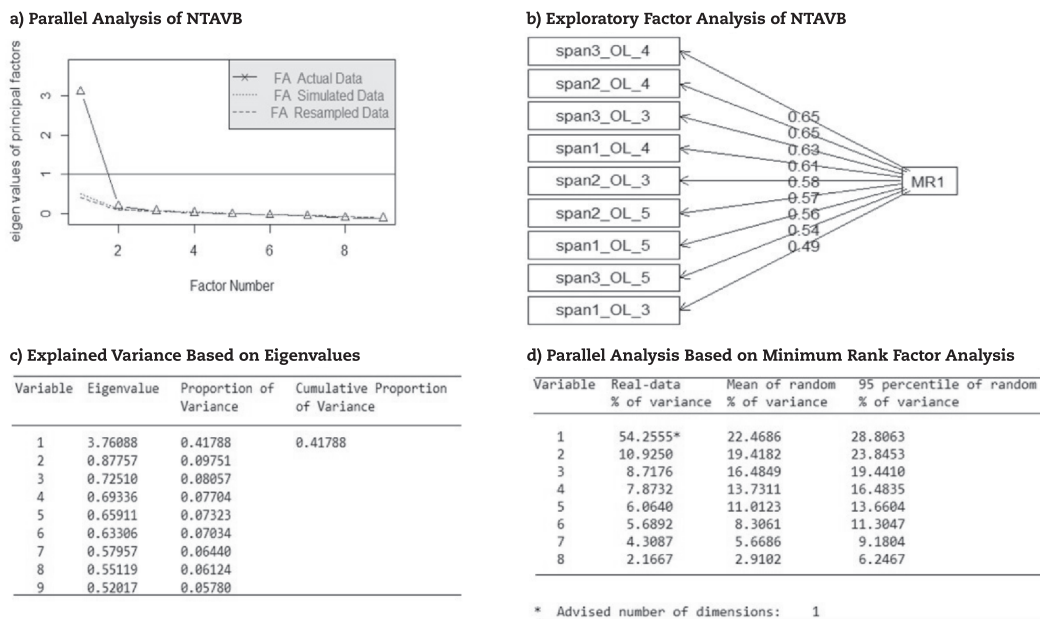 a) Parallel Analysis of NTAVB
eigen values of principal factors
3
2
1
0
FA Actual Data
FA Simulated Data
FA Resampled Data
2 4 6 8
Factor Number
b) Exploratory Factor Analysis of NTAVB
span3_OL_4
span2_OL_4
span3_OL_3
span1_OL_4
span2_OL_3
span2_OL_5
span1_OL_5
span3_OL_5
span1_OL_3
0.65
0.65
0.63
0.61
0.58
0.57
0.56
0.54
0.49
MR1
c) Explained Variance Based on Eigenvalues
Variable Eigenvalue Proportion of Cumulative Proportion
Variance of Variance
1 3.76088 0.41788 0.41788
2 0.87757 0.09751
3 0.72510 0.08057
4 0.69336 0.07704
5 0.65911 0.07323
6 0.63306 0.07034
7 0.57957 0.06440
8 0.55119 0.06124
9 0.52017 0.05780
d) Parallel Analysis Based on Minimum Rank Factor Analysis
Variable Real-data Mean of random 95 percentile of random
% of variance % of variance % of variance
1 54.2555* 22.4686 28.8063
2 10.9250 19.4182 23.8453
3 8.7176 16.4849 19.4410
4 7.8732 13.7311 16.4835
5 6.0640 11.0123 13.6604
6 5.6892 8.3061 11.3047
7 4.3087 5.6686 9.1804
8 2.1667 2.9102 6.2467
* Advised number of dimensions: 1